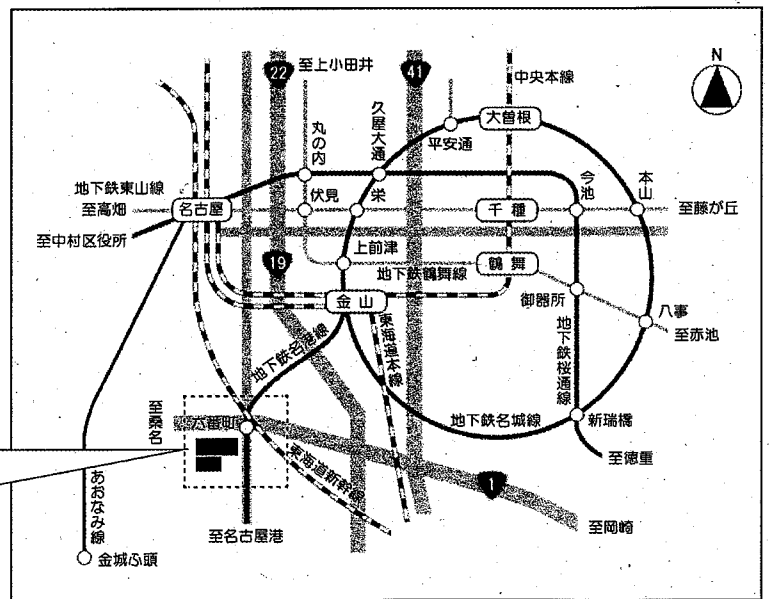 N
22
至上小田井
41
中央本線
久屋大通
大曽根
丸の内
平安通
地下鉄東山線
今池
本山
至高畑
名古屋
伏見
栄
千種
至藤が丘
至中村区役所
上前津
19
地下鉄鶴舞線
鶴舞
金山
御器所
八事
至赤池
地下鉄名港線
東海道本線
地下鉄桜通線
至桑名
六番町
地下鉄名城線
新瑞橋
東海道新幹線
至徳重
あおなみ線
1
至名古屋港
至岡崎
金城ふ頭